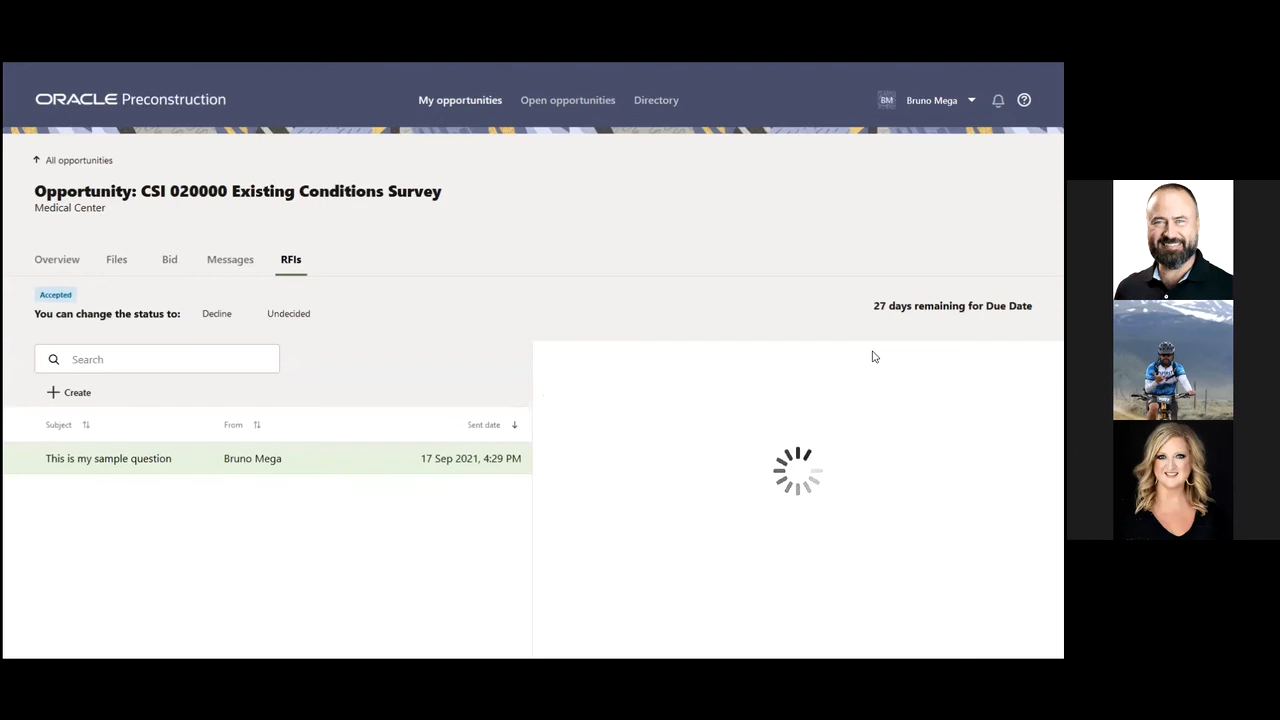 ORACLE Preconstruction
My opportunities Open opportunities Directory
BM Bruno Mega
All opportunities
Opportunity: CSI 020000 Existing Conditions Survey
Medical Center
Overview Files Bid Messages RFIs
Accepted
You can change the status to: Decline Undecided
27 days remaining for Due Date
Search
Create
Subject From Sent date
This is my sample question Bruno Mega 17 Sep 2021, 4:29 PM